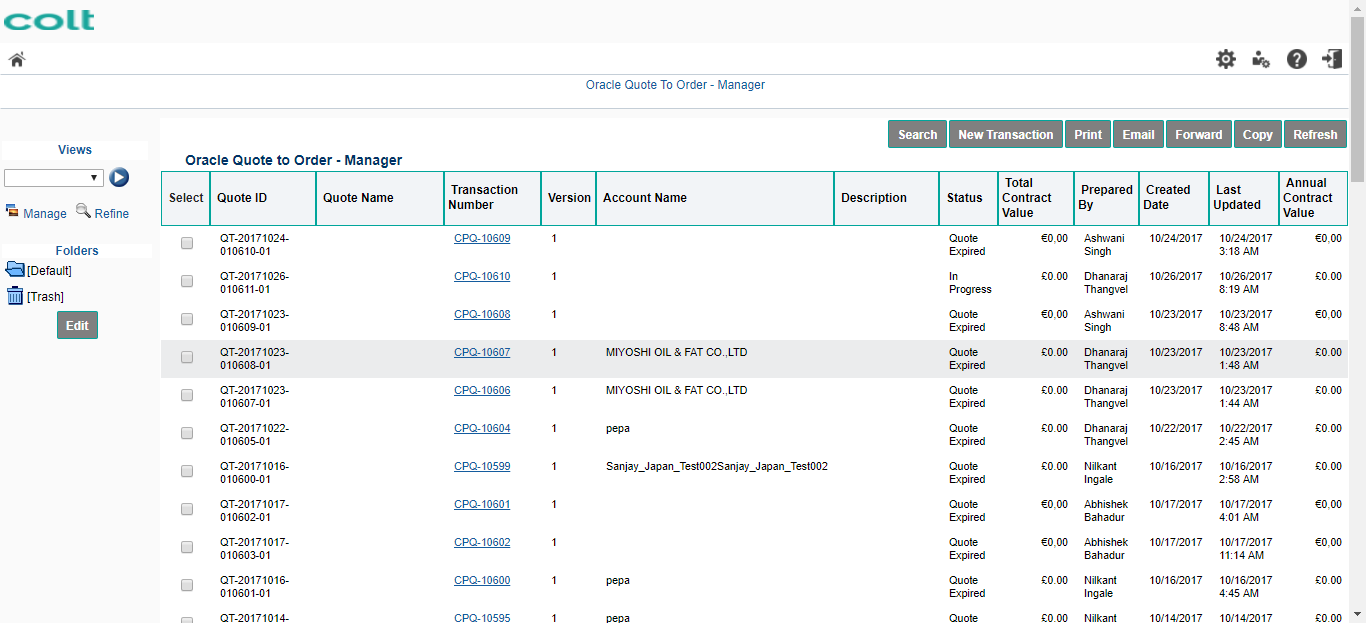 colt
Oracle Quote To Order - Manager
Views
Manage Refine
Folders
[Default]
[Trash]
Edit
Search New Transaction Print Email Forward Copy Refresh
Oracle Quote to Order - Manager
Select Quote ID Quote Name Transaction Number Version Account Name Description Status Total Contract Value Prepared By Created Date Last Updated Annual Contract Value
QT-20171024- CPQ-10609 1 Quote €0,00 Ashwani 10/24/2017 10/24/2017 €0,00
010610-01 Expired Singh 3:18 AM
QT-20171026- CPQ-10610 1 In £0.00 Dhanaraj 10/26/2017 10/26/2017 £0.00
010611-01 Progress Thangvel 8:19 AM
QT-20171023- CPQ-10608 1 Quote €0,00 Ashwani 10/23/2017 10/23/2017 €0,00
010609-01 Expired Singh 8:48 AM
QT-20171023- CPQ-10607 1 MIYOSHI OIL & FAT CO.,LTD Quote £0.00 Dhanaraj 10/23/2017 10/23/2017 £0.00
010608-01 Expired Thangvel 1:48 AM
QT-20171023- CPQ-10606 1 MIYOSHI OIL & FAT CO.,LTD Quote £0.00 Dhanaraj 10/23/2017 10/23/2017 £0.00
010607-01 Expired Thangvel 1:44 AM
QT-20171022- CPQ-10604 1 pepa Quote £0.00 Dhanaraj 10/22/2017 10/22/2017 £0.00
010605-01 Expired Thangvel 2:45 AM
QT-20171016- CPQ-10599 1 Sanjay_Japan_Test002Sanjay_Japan_Test002 Quote £0.00 Nilkant 10/16/2017 10/16/2017 £0.00
010600-01 Expired Ingale 2:58 AM
QT-20171017- CPQ-10601 1 Quote €0,00 Abhishek 10/17/2017 10/17/2017 €0,00
010602-01 Expired Bahadur 4:01 AM
QT-20171017- CPQ-10602 1 Quote €0,00 Abhishek 10/17/2017 10/17/2017 €0,00
010603-01 Expired Bahadur 11:14 AM
QT-20171016- CPQ-10600 1 pepa Quote £0.00 Nilkant 10/16/2017 10/16/2017 £0.00
010601-01 Expired Ingale 4:45 AM
QT-20171014- CPQ-10595 1 pepa Quote £0.00 Nilkant 10/14/2017 10/14/2017 £0.00